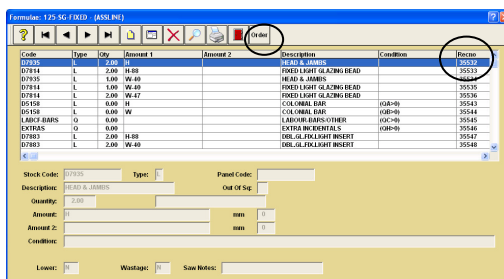 Formulae: 125-SG-FIXED - (ASSLINE)
Order
Code Type Qty Amount 1 Amount 2 Description Condition Recno
D7935 L 2.00 H HEAD & JAMBS 35532
D7814 L 2.00 H-88 FIXED LIGHT GLAZING BEAD 35533
D7935 L 1.00 W-40 HEAD & JAMBS 35534
D7814 L 1.00 W-40 FIXED LIGHT GLAZING BEAD 35535
D7814 L 2.00 W-47 FIXED LIGHT GLAZING BEAD 35536
D5158 L 0.00 H COLONIAL BAR (QA>0) 35543
D5158 L 0.00 W COLONIAL BAR (QB>0) 35544
LABCF-BARS Q 0.00 LABOUR-BARS/OTHER (QC>0) 35545
EXTRAS Q 0.00 EXTRA INCIDENTALS (QH>0) 35546
D7883 L 2.00 H-88 DBL.GL.FIX.LIGHT INSERT 35547
D7883 L 2.00 W-40 DBL.GL.FIX.LIGHT INSERT 35548
Stock Code: D7935 Type: L Panel Code:
Description: HEAD & JAMBS Out Of Sq:
Quantity: 2.00
Amount: H mm 0
Amount 2: mm 0
Condition:
Lower: N Wastage: N Saw Notes: